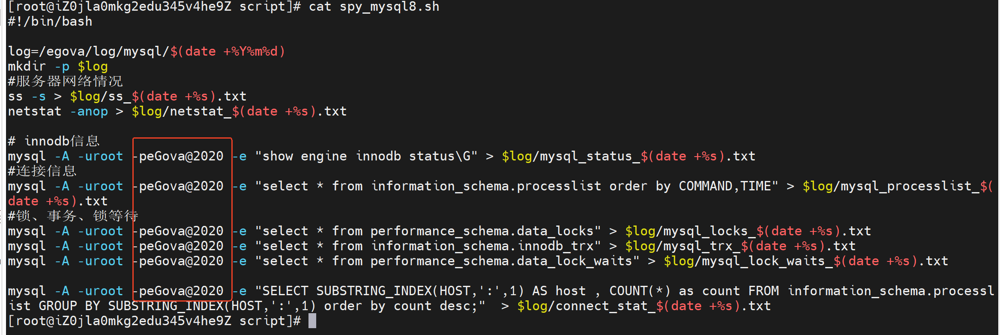 [root@iZ0jla0mkg2edu345v4he9Z script]# cat spy_mysql8.sh
#!/bin/bash
log=/egova/log/mysql/$(date +%Y%m%d)
mkdir -p $log
#服务器网络情况
ss -s > $log/ss_$(date +%s).txt
netstat -anop > $log/netstat_$(date +%s).txt
# innodb信息
mysql -A -uroot -peGova@2020 -e "show engine innodb status\G" > $log/mysql_status_$(date +%s).txt
#连接信息
mysql -A -uroot -peGova@2020 -e "select * from information_schema.processlist order by COMMAND,TIME" > $log/mysql_processlist_$(
date +%s).txt
#锁、事务、锁等待
mysql -A -uroot -peGova@2020 -e "select * from performance_schema.data_locks" > $log/mysql_locks_$(date +%s).txt
mysql -A -uroot -peGova@2020 -e "select * from information_schema.innodb_trx" > $log/mysql_trx_$(date +%s).txt
mysql -A -uroot -peGova@2020 -e "select * from performance_schema.data_lock_waits" > $log/mysql_lock_waits_$(date +%s).txt
mysql -A -uroot -peGova@2020 -e "SELECT SUBSTRING_INDEX(HOST,':',1) AS host , COUNT(*) as count FROM information_schema.processl
ist GROUP BY SUBSTRING_INDEX(HOST,':',1) order by count desc;"  > $log/connect_stat_$(date +%s).txt
[root@iZ0jla0mkg2edu345v4he9Z script]#